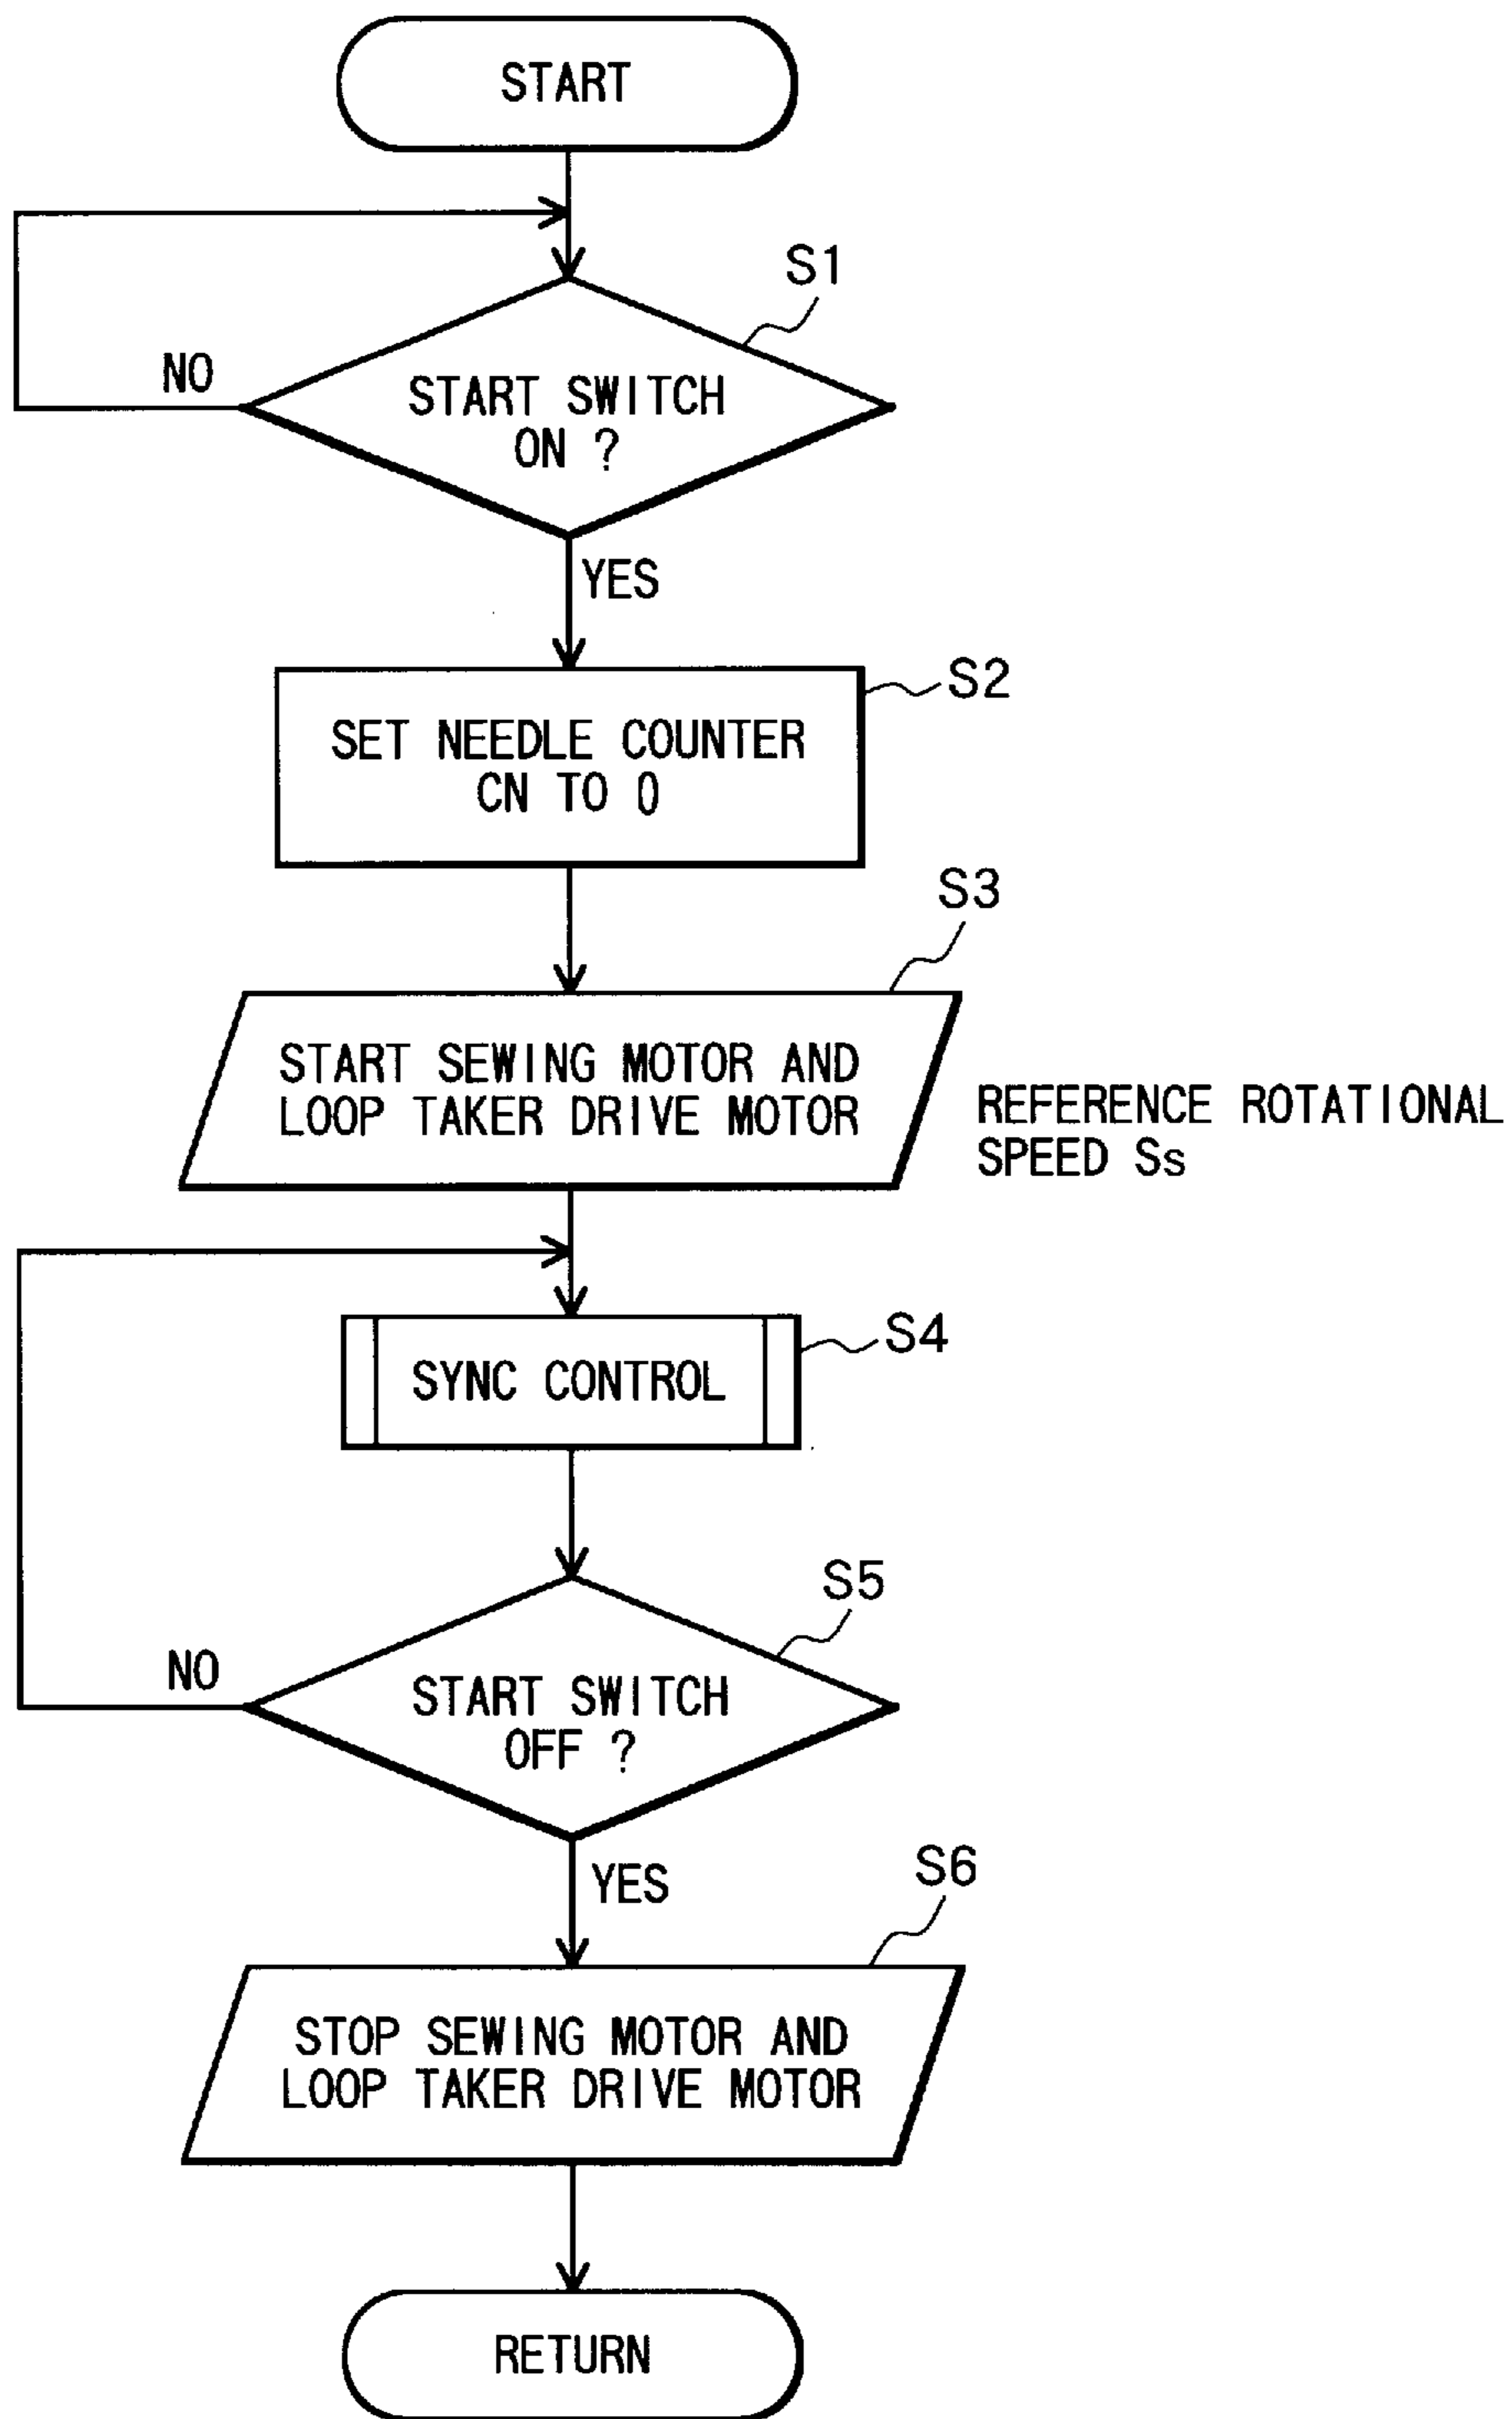 START
S1
NO
START SWITCH
ON ?
YES
S2
SET NEEDLE COUNTER
CN TO 0
S3
START SEWING MOTOR AND
LOOP TAKER DRIVE MOTOR
REFERENCE ROTATIONAL
SPEED Ss
S4
SYNC CONTROL
S5
NO
START SWITCH
OFF ?
YES
S6
STOP SEWING MOTOR AND
LOOP TAKER DRIVE MOTOR
RETURN